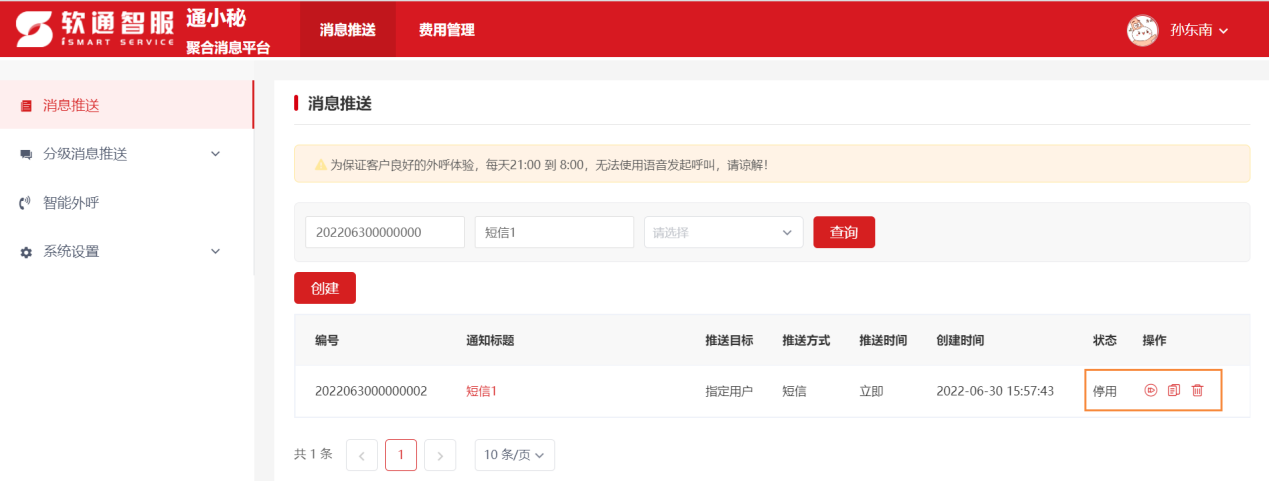 软通智服
iSMART SERVICE
通小秘
聚合消息平台
消息推送
费用管理
孙东南
消息推送
分级消息推送
智能外呼
系统设置
消息推送
为保证客户良好的外呼体验，每天21:00 到 8:00，无法使用语音发起呼叫，请谅解！
202206300000000
短信1
请选择
查询
创建
编号 通知标题 推送目标 推送方式 推送时间 创建时间 状态 操作
2022063000000002 短信1 指定用户 短信 立即 2022-06-30 15:57:43 停用
共 1 条 1 10 条/页